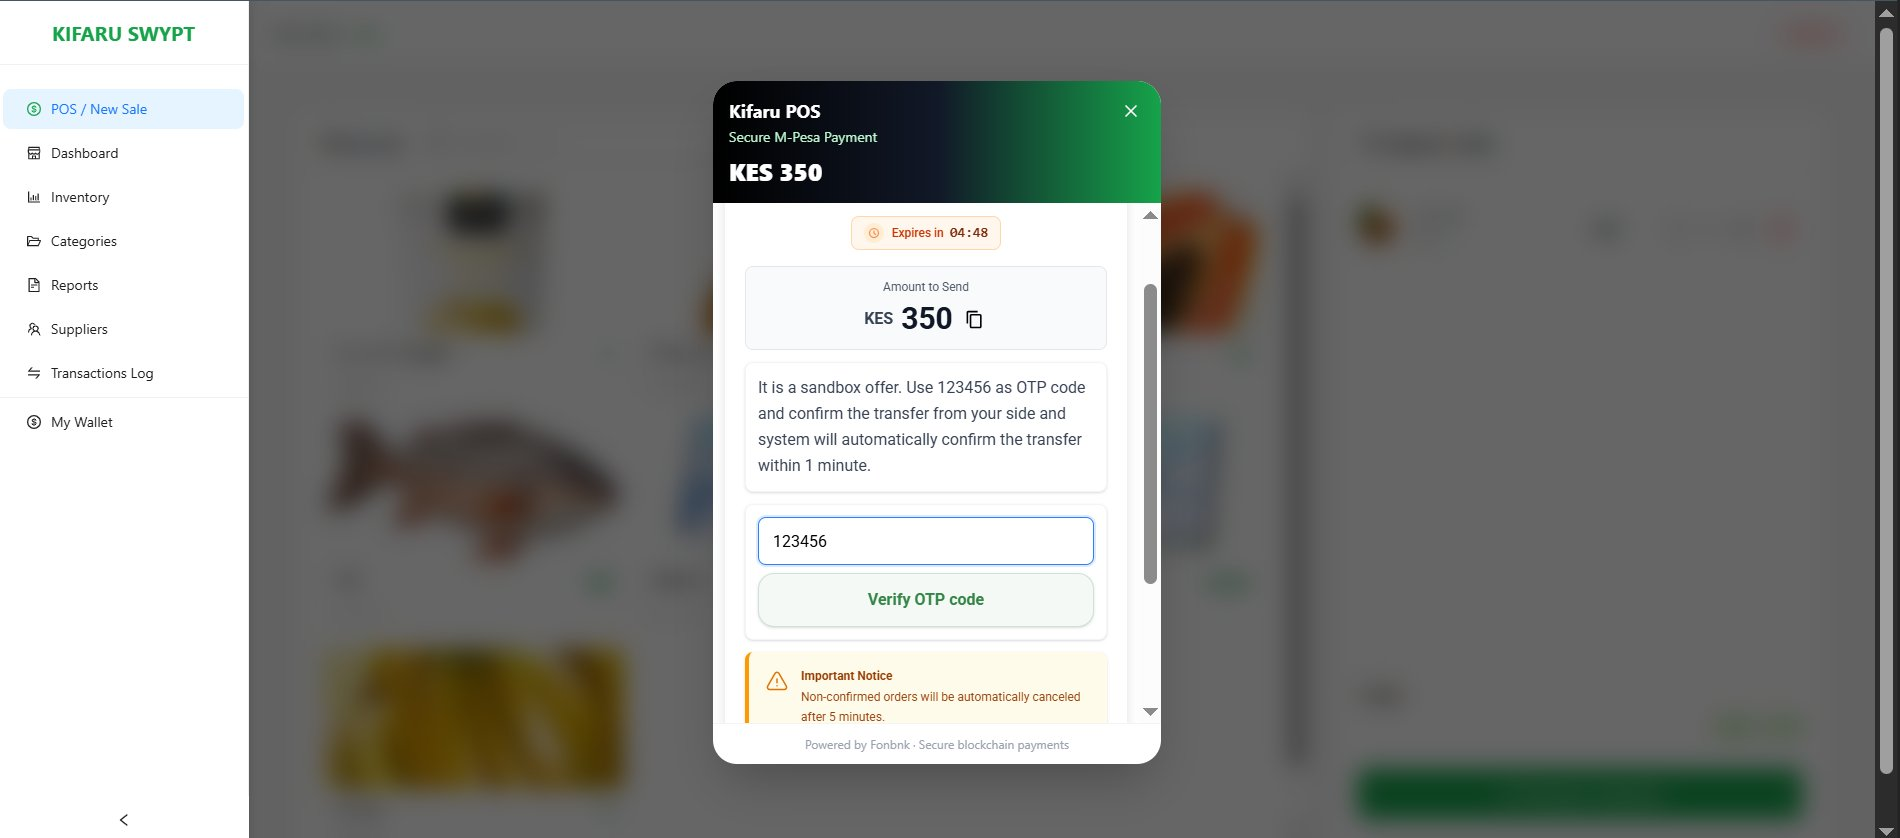 KIFARU SWYPT
POS / New Sale
Dashboard
Inventory
Categories
Reports
Suppliers
Transactions Log
My Wallet
Kifaru POS
Secure M-Pesa Payment
KES 350
Expires in 04:48
Amount to Send
KES 350
It is a sandbox offer. Use 123456 as OTP code
and confirm the transfer from your side and
system will automatically confirm the transfer
within 1 minute.
123456
Verify OTP code
Important Notice
Non-confirmed orders will be automatically canceled
after 5 minutes.
Powered by Fonbnk · Secure blockchain payments